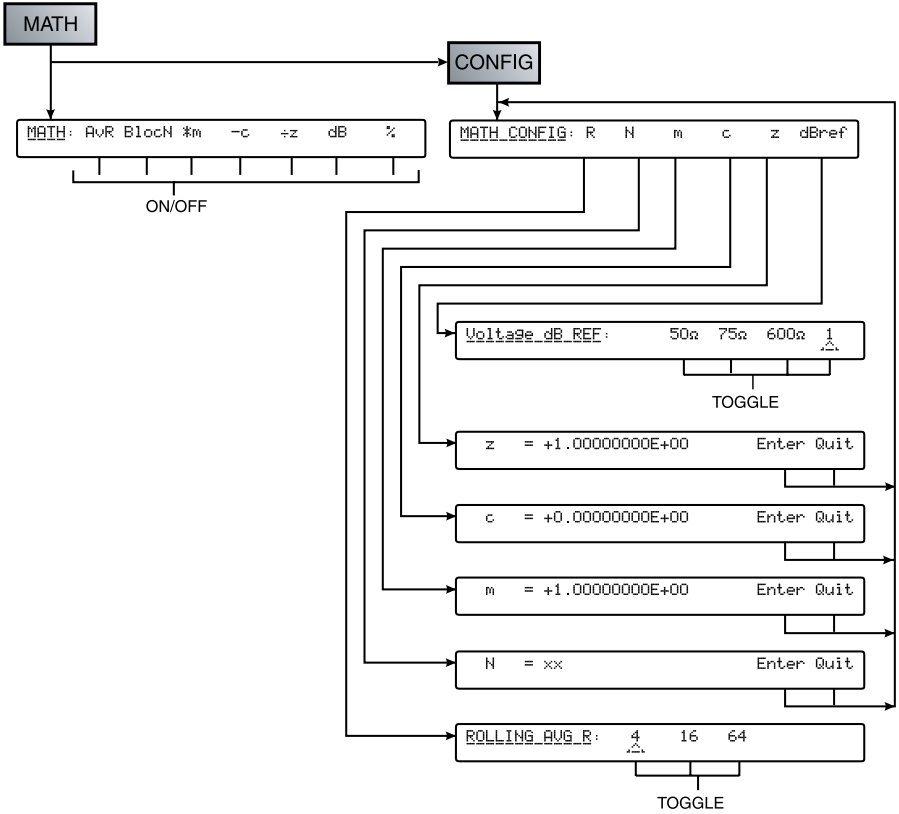 MATH
CONFIG
MATH: AvR BlocN *m -c ÷z dB %
MATH CONFIG: R N m c z dBref
ON/OFF
Voltage dB REF: 50Ω 75Ω 600Ω 1
TOGGLE
z = +1.00000000E+00 Enter Quit
c = +0.00000000E+00 Enter Quit
m = +1.00000000E+00 Enter Quit
N = xx Enter Quit
ROLLING AVG R: 4 16 64
TOGGLE